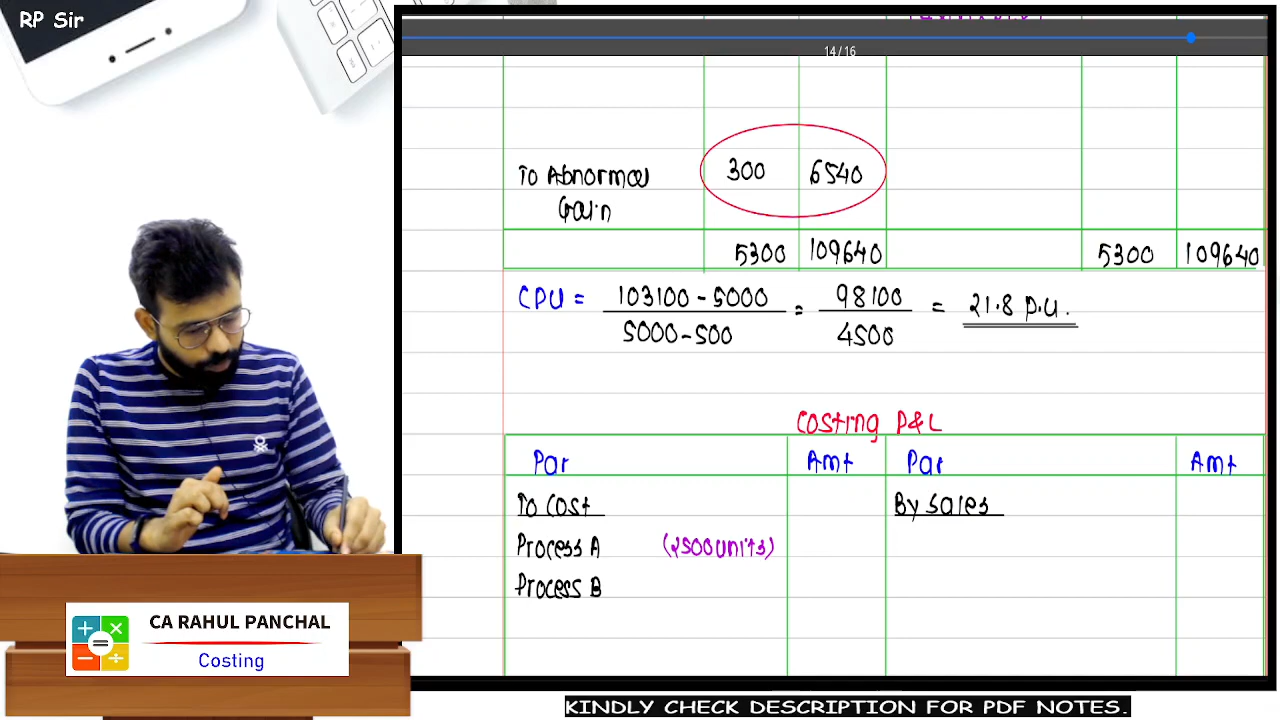 RP Sir
14/16
To Abnormal 300 6540
Gain
5300 109640 5300 109640
CPU = 103100 - 5000 = 98100 = 21.8 P.U.
5000 - 500 4500
Costing P&L
Par Amt Par Amt
To Cost By Sales
Process A (2500 units)
Process B
CA RAHUL PANCHAL
Costing
KINDLY CHECK DESCRIPTION FOR PDF NOTES.